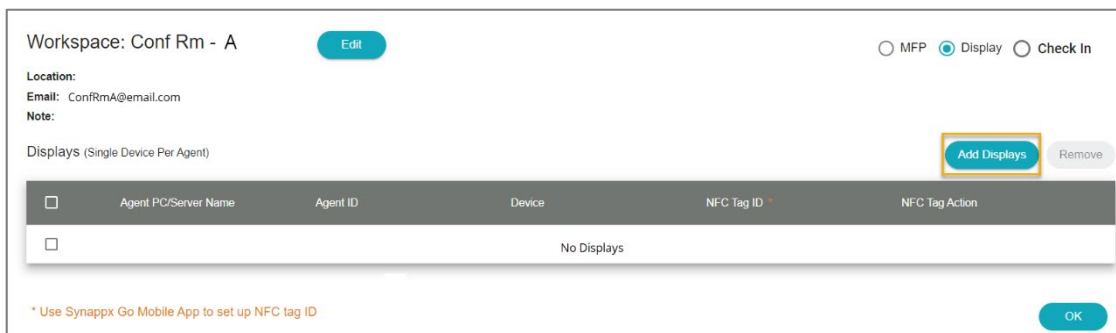 Workspace: Conf Rm - A Edit MFP Display Check In
Location:
Email: ConfRmA@email.com
Note:
Displays (Single Device Per Agent) Add Displays Remove
Agent PC/Server Name Agent ID Device NFC Tag ID * NFC Tag Action
No Displays
* Use Synappx Go Mobile App to set up NFC tag ID
OK